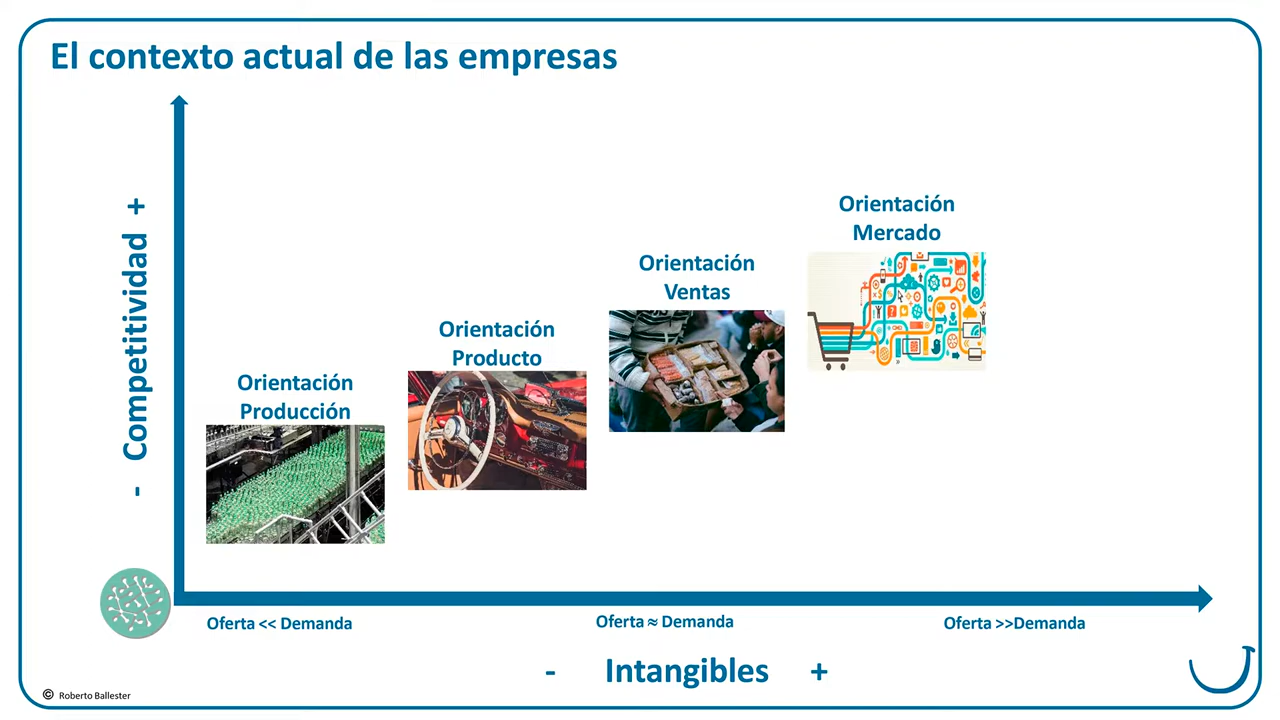 El contexto actual de las empresas
- Competitividad +
Orientación
Producción
Orientación
Producto
Orientación
Ventas
Orientación
Mercado
Oferta << Demanda
Oferta ≈ Demanda
Oferta >>Demanda
- Intangibles +
© Roberto Ballester